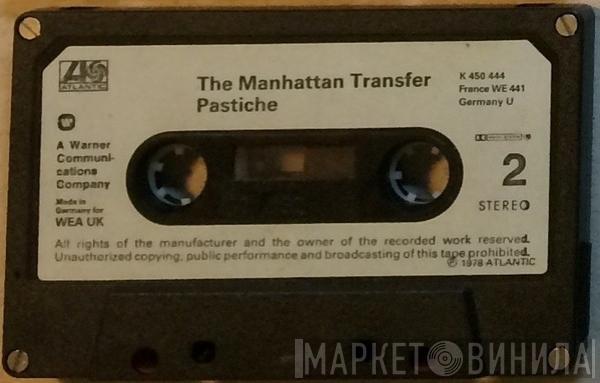 ATLANTIC
The Manhattan Transfer
Pastiche
K 450 444
France WE 441
Germany U
A Warner
Communi-
cations
Company
Made in
Germany for
WEA UK
2
STEREO
All rights of the manufacturer and the owner of the recorded work reserved.
Unauthorized copying, public performance and broadcasting of this tape prohibited.
℗ 1978 ATLANTIC
МАРКЕТ ВИНИЛА